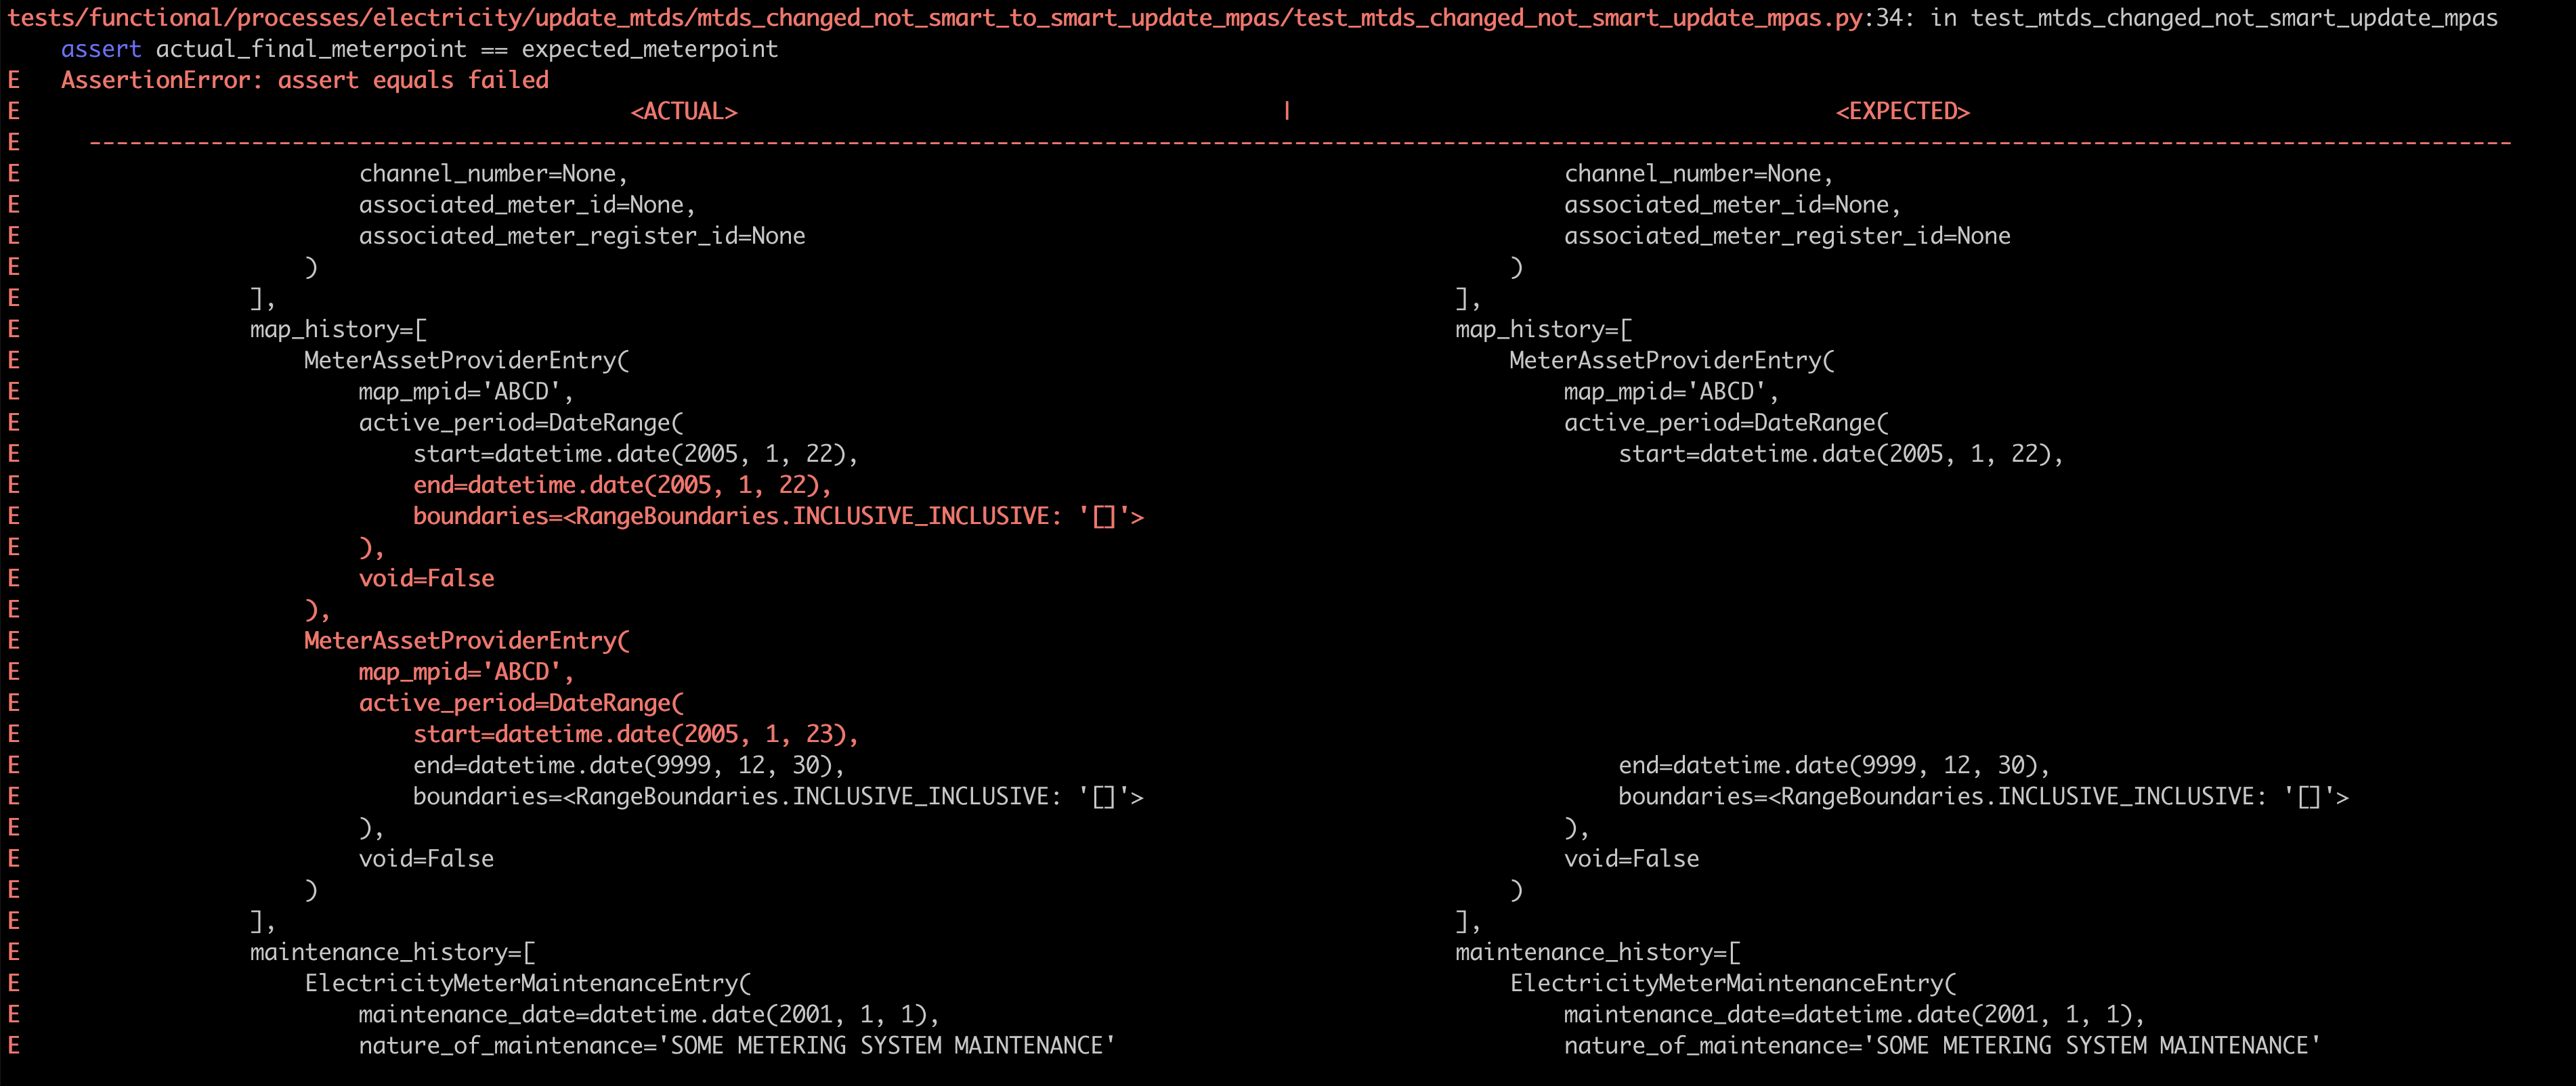 tests/functional/processes/electricity/update_mtds/mtds_changed_not_smart_to_smart_update_mpas/test_mtds_changed_not_smart_update_mpas.py:34: in test_mtds_changed_not_smart_update_mpas
    assert actual_final_meterpoint == expected_meterpoint
E   AssertionError: assert equals failed
E                                             <ACTUAL>                                        |                                        <EXPECTED>
E     -----------------------------------------------------------------------------------------------------------------------------------------------------------------------------------
E                         channel_number=None,                                                                     channel_number=None,
E                         associated_meter_id=None,                                                                associated_meter_id=None,
E                         associated_meter_register_id=None                                                        associated_meter_register_id=None
E                     )                                                                                        )
E                 ],                                                                                       ],
E                 map_history=[                                                                            map_history=[
E                     MeterAssetProviderEntry(                                                                 MeterAssetProviderEntry(
E                         map_mpid='ABCD',                                                                         map_mpid='ABCD',
E                         active_period=DateRange(                                                                 active_period=DateRange(
E                             start=datetime.date(2005, 1, 22),                                                        start=datetime.date(2005, 1, 22),
E                             end=datetime.date(2005, 1, 22),
E                             boundaries=<RangeBoundaries.INCLUSIVE_INCLUSIVE: '[]'>
E                         ),
E                         void=False
E                     ),
E                     MeterAssetProviderEntry(
E                         map_mpid='ABCD',
E                         active_period=DateRange(
E                             start=datetime.date(2005, 1, 23),
E                             end=datetime.date(9999, 12, 30),                                                         end=datetime.date(9999, 12, 30),
E                             boundaries=<RangeBoundaries.INCLUSIVE_INCLUSIVE: '[]'>                                   boundaries=<RangeBoundaries.INCLUSIVE_INCLUSIVE: '[]'>
E                         ),                                                                                       ),
E                         void=False                                                                               void=False
E                     )                                                                                        )
E                 ],                                                                                       ],
E                 maintenance_history=[                                                                    maintenance_history=[
E                     ElectricityMeterMaintenanceEntry(                                                        ElectricityMeterMaintenanceEntry(
E                         maintenance_date=datetime.date(2001, 1, 1),                                              maintenance_date=datetime.date(2001, 1, 1),
E                         nature_of_maintenance='SOME METERING SYSTEM MAINTENANCE'                                 nature_of_maintenance='SOME METERING SYSTEM MAINTENANCE'